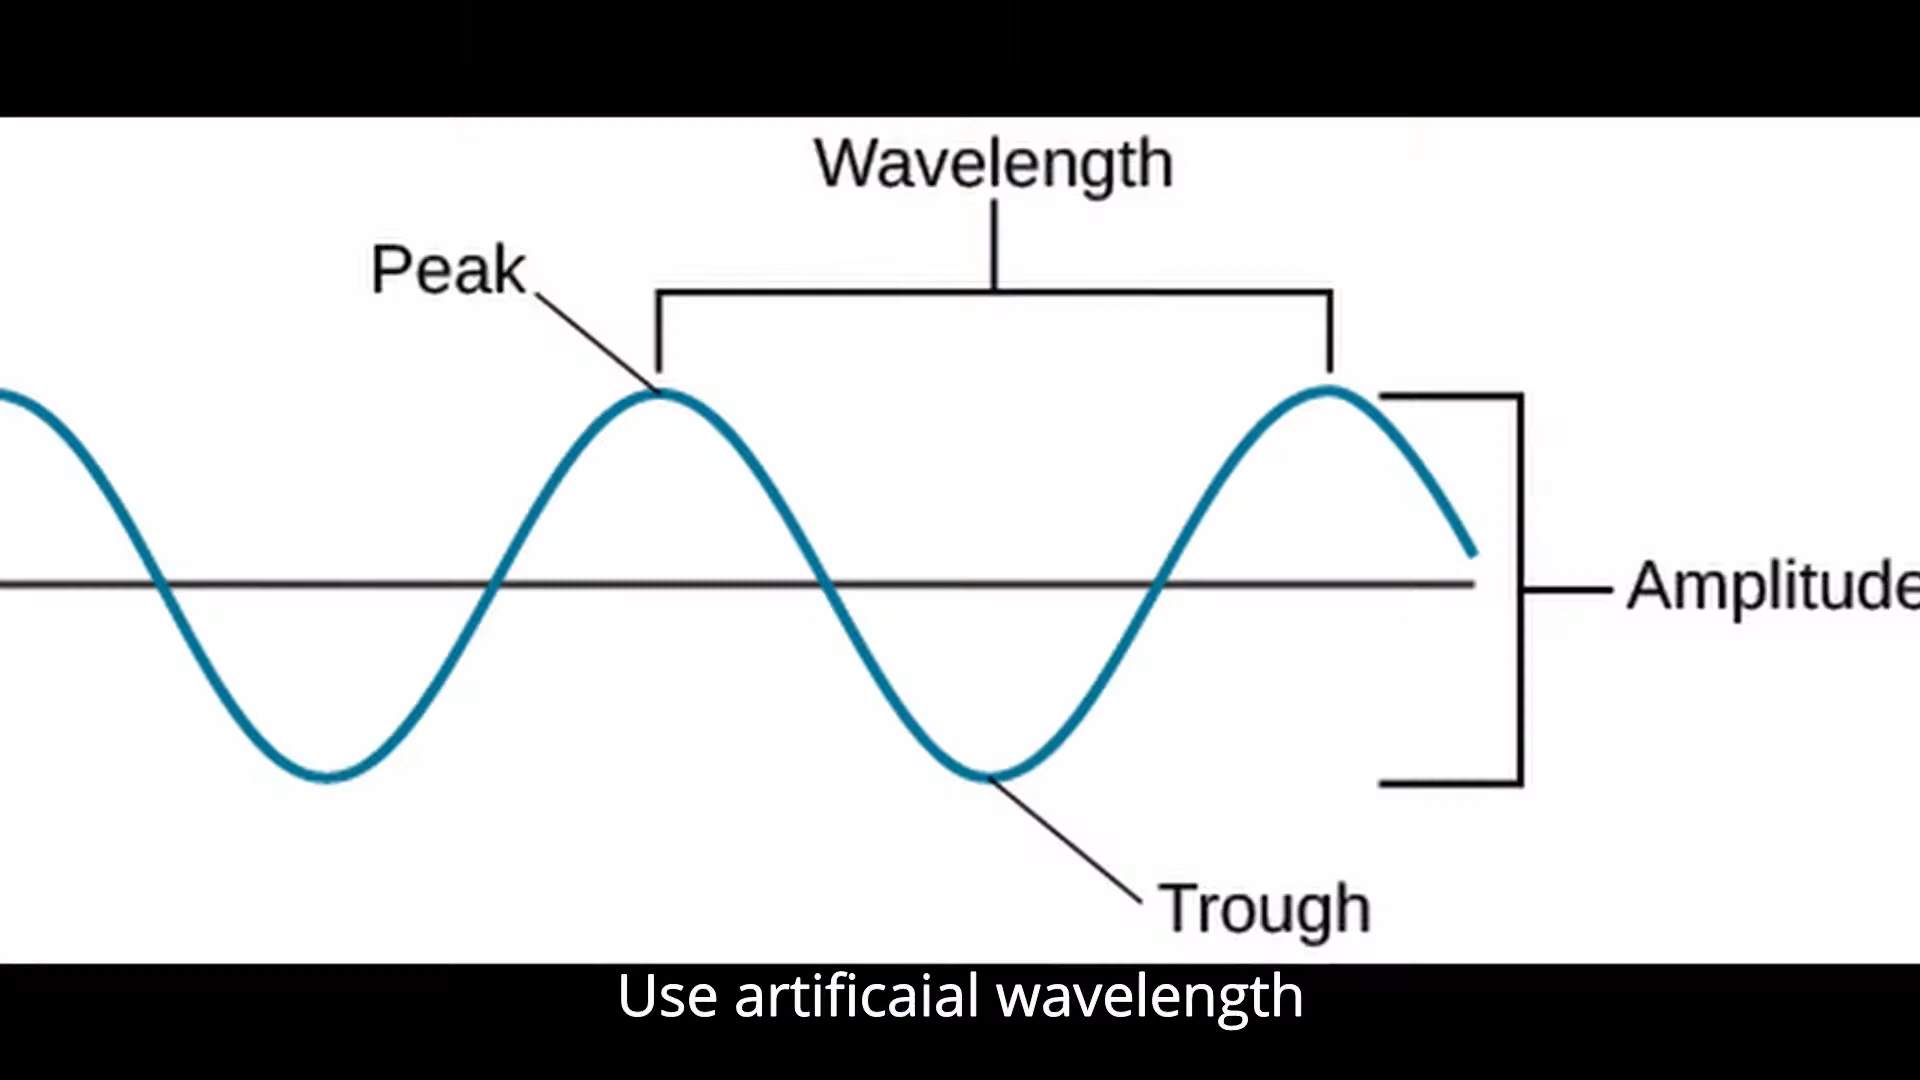 Wavelength
Peak
Amplitude
Trough
Use artificaial wavelength